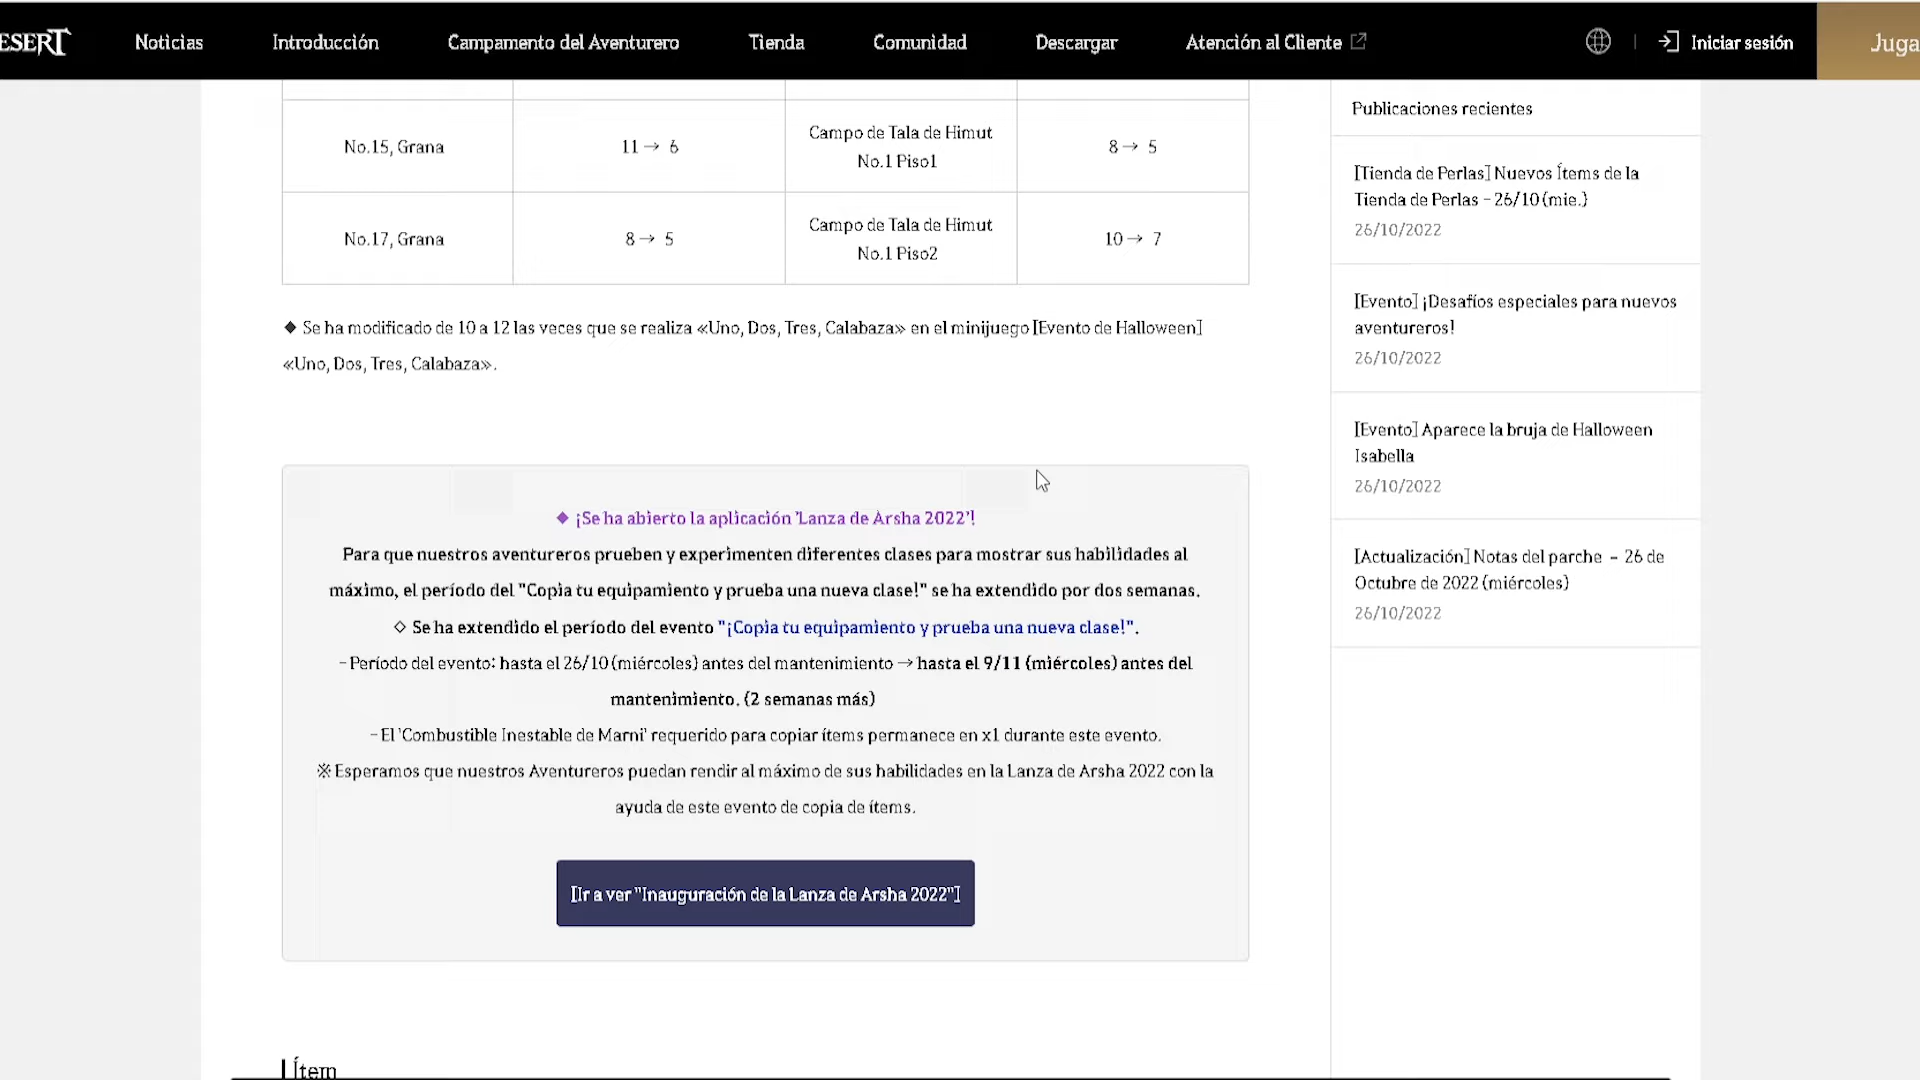 ESERT Noticias Introducción Campamento del Aventurero Tienda Comunidad Descargar Atención al Cliente Iniciar sesión Juga
No.15, Grana 11 → 6 Campo de Tala de Himut No.1 Piso1 8 → 5
No.17, Grana 8 → 5 Campo de Tala de Himut No.1 Piso2 10 → 7
◆ Se ha modificado de 10 a 12 las veces que se realiza «Uno, Dos, Tres, Calabaza» en el minijuego [Evento de Halloween]
«Uno, Dos, Tres, Calabaza».
◆ ¡Se ha abierto la aplicación 'Lanza de Arsha 2022'!
Para que nuestros aventureros prueben y experimenten diferentes clases para mostrar sus habilidades al
máximo, el período del "Copia tu equipamiento y prueba una nueva clase!" se ha extendido por dos semanas.
◇ Se ha extendido el período del evento "¡Copia tu equipamiento y prueba una nueva clase!".
- Período del evento: hasta el 26/10 (miércoles) antes del mantenimiento → hasta el 9/11 (miércoles) antes del
mantenimiento. (2 semanas más)
- El 'Combustible Inestable de Marni' requerido para copiar ítems permanece en x1 durante este evento.
※ Esperamos que nuestros Aventureros puedan rendir al máximo de sus habilidades en la Lanza de Arsha 2022 con la
ayuda de este evento de copia de ítems.
[Ir a ver "Inauguración de la Lanza de Arsha 2022"]
Ítem
Publicaciones recientes
[Tienda de Perlas] Nuevos Ítems de la
Tienda de Perlas - 26/10 (mie.)
26/10/2022
[Evento] ¡Desafíos especiales para nuevos
aventureros!
26/10/2022
[Evento] Aparece la bruja de Halloween
Isabella
26/10/2022
[Actualización] Notas del parche - 26 de
Octubre de 2022 (miércoles)
26/10/2022